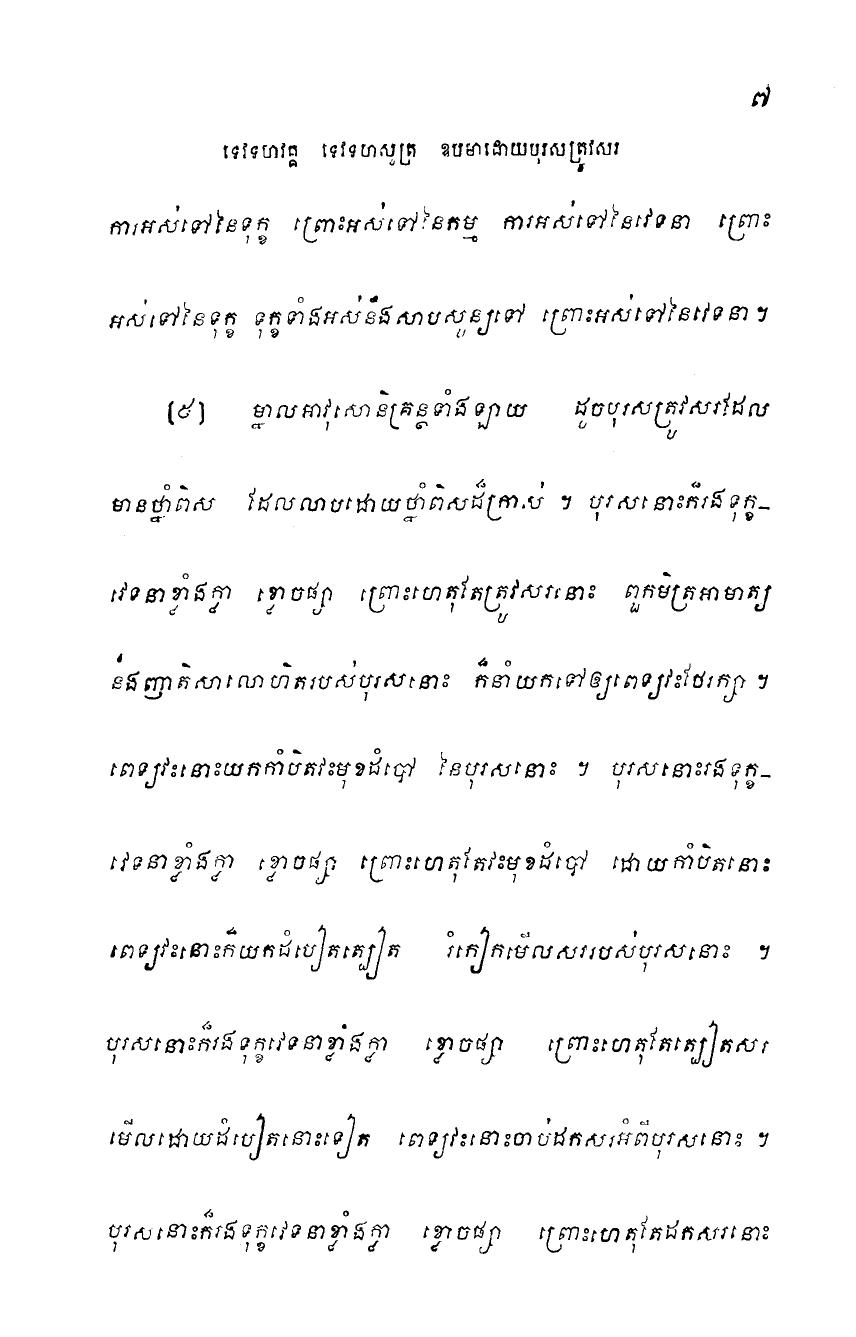 ៧
ទេវទហវគ្គ ទេវទហសូត្រ ឧបមាដោយបុរសត្រូវសរ
ការអស់ទៅនៃទុក្ខ ព្រោះអស់ទៅនៃកម្ម ការអស់ទៅនៃវេទនា ព្រោះ
អស់ទៅនៃទុក្ខ ទុក្ខទាំងអស់នឹងសាបសូន្យទៅ ព្រោះអស់ទៅនៃវេទនា។
(៥) ម្នាលអាវុសោនិគ្រន្ថទាំងឡាយ ដូចបុរសត្រូវសរដែល
មានថ្នាំពិស ដែលលាបដោយថ្នាំពិសដ៏ក្រាស់ ។ បុរសនោះក៏រងទុក្ខ-
វេទនាខ្លាំងក្លា ខ្ទោចផ្សា ព្រោះហេតុតែត្រូវសរនោះ ពួកមិត្រអាមាត្យ
នឹងញាតិសាលោហិតរបស់បុរសនោះ ក៏នាំយកទៅឲ្យពេទ្យវះថែរក្សា ។
ពេទ្យវះនោះយកកាំបិតវះមុខដំបៅ នៃបុរសនោះ ។ បុរសនោះរងទុក្ខ-
វេទនាខ្លាំងក្លា ខ្ទោចផ្សា ព្រោះហេតុតែវះមុខដំបៅ ដោយកាំបិតនោះ
ពេទ្យវះនោះក៏យកដំបៀតត្បៀត រំកៀកមើលសររបស់បុរសនោះ ។
បុរសនោះក៏រងទុក្ខវេទនាខ្លាំងក្លា ខ្ទោចផ្សា ព្រោះហេតុតែត្បៀតសរ
មើលដោយដំបៀតនោះទៀត ពេទ្យវះនោះចាប់ដកសរអំពីបុរសនោះ ។
បុរសនោះក៏រងទុក្ខវេទនាខ្លាំងក្លា ខ្ទោចផ្សា ព្រោះហេតុតែដកសរនោះ